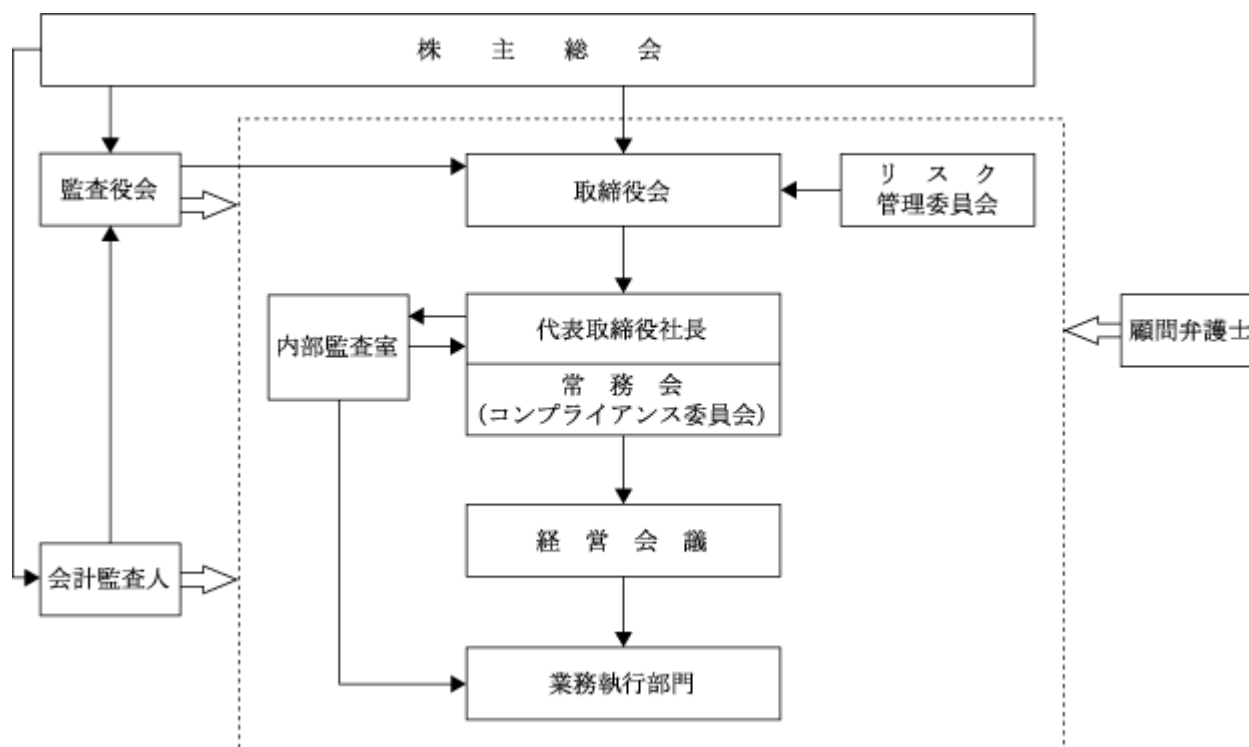 株主総会
監査役会
取締役会
リスク
管理委員会
内部監査室
代表取締役社長
常務会
(コンプライアンス委員会)
顧問弁護士
経営会議
会計監査人
業務執行部門